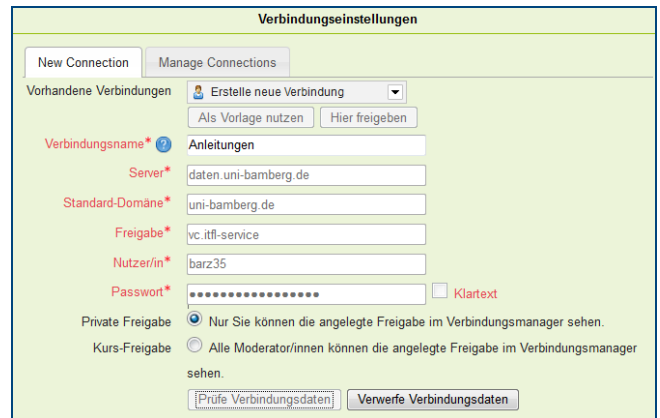 Verbindungseinstellungen
New Connection Manage Connections
Vorhandene Verbindungen Erstelle neue Verbindung
Als Vorlage nutzen Hier freigeben
Verbindungsname* ? Anleitungen
Server* daten.uni-bamberg.de
Standard-Domäne* uni-bamberg.de
Freigabe* vc.itfl-service
Nutzer/in* barz35
Passwort* ●●●●●●●●●●●●●●●●● Klartext
Private Freigabe Nur Sie können die angelegte Freigabe im Verbindungsmanager sehen.
Kurs-Freigabe Alle Moderator/innen können die angelegte Freigabe im Verbindungsmanager
sehen.
Prüfe Verbindungsdaten Verwerfe Verbindungsdaten